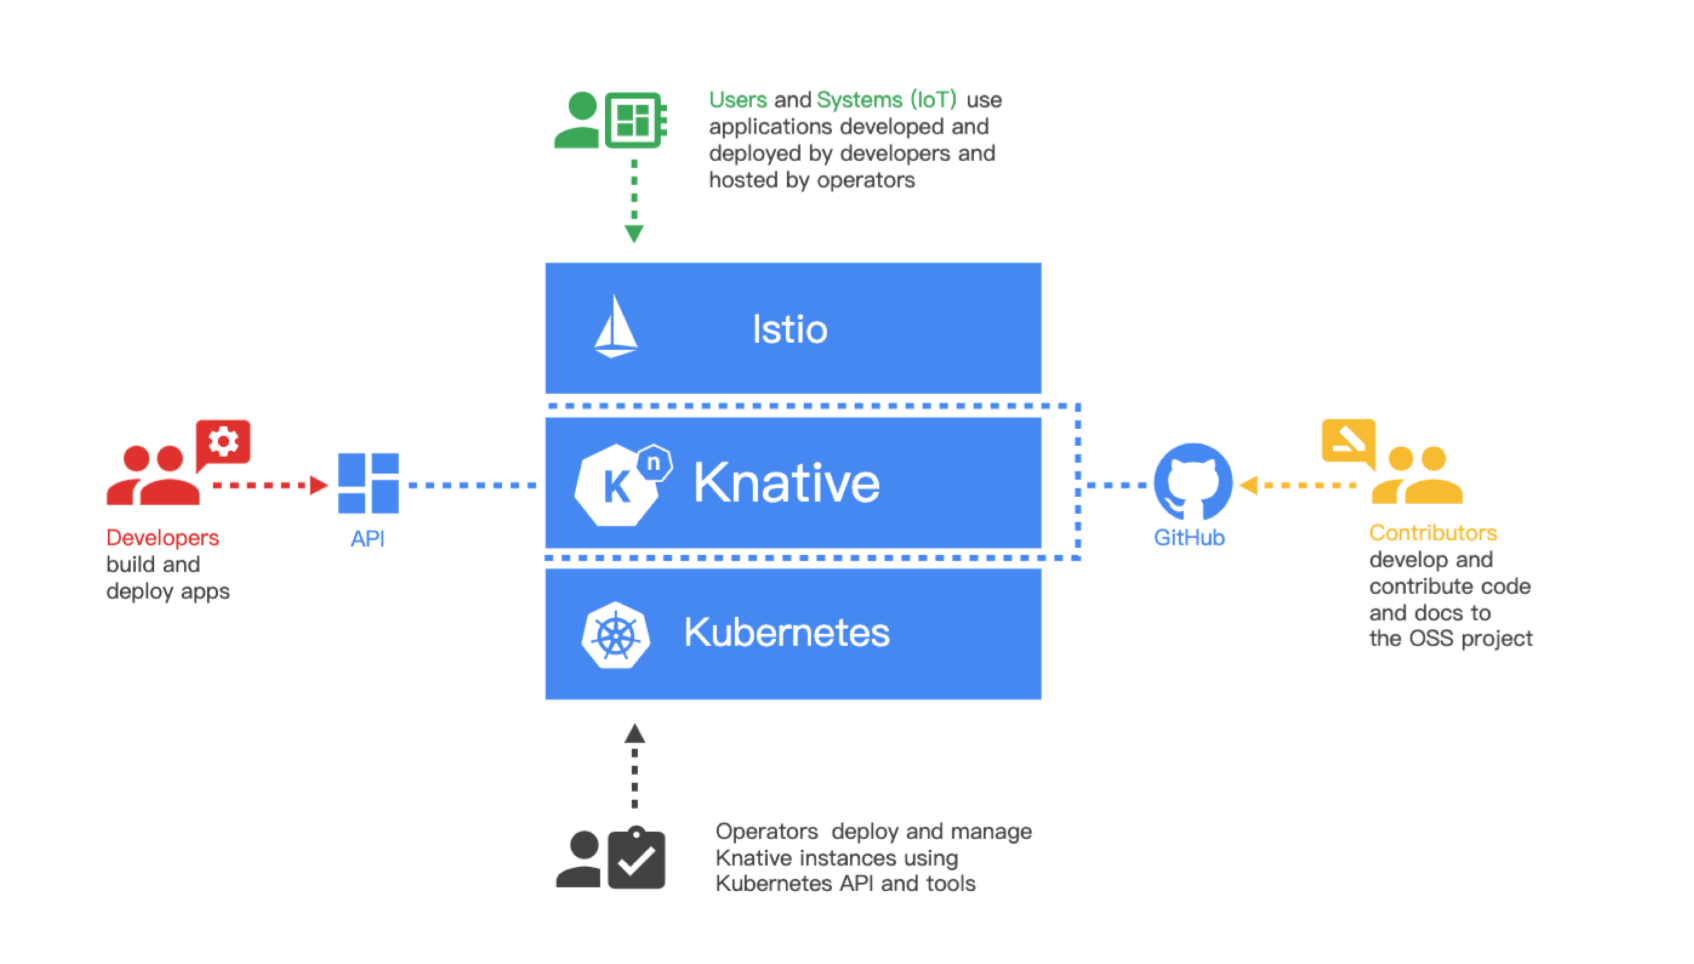 Users and Systems (IoT) use
applications developed and
deployed by developers and
hosted by operators
Istio
K n Knative
Kubernetes
Developers
build and
deploy apps
API
GitHub
Contributors
develop and
contribute code
and docs to
the OSS project
Operators deploy and manage
Knative instances using
Kubernetes API and tools